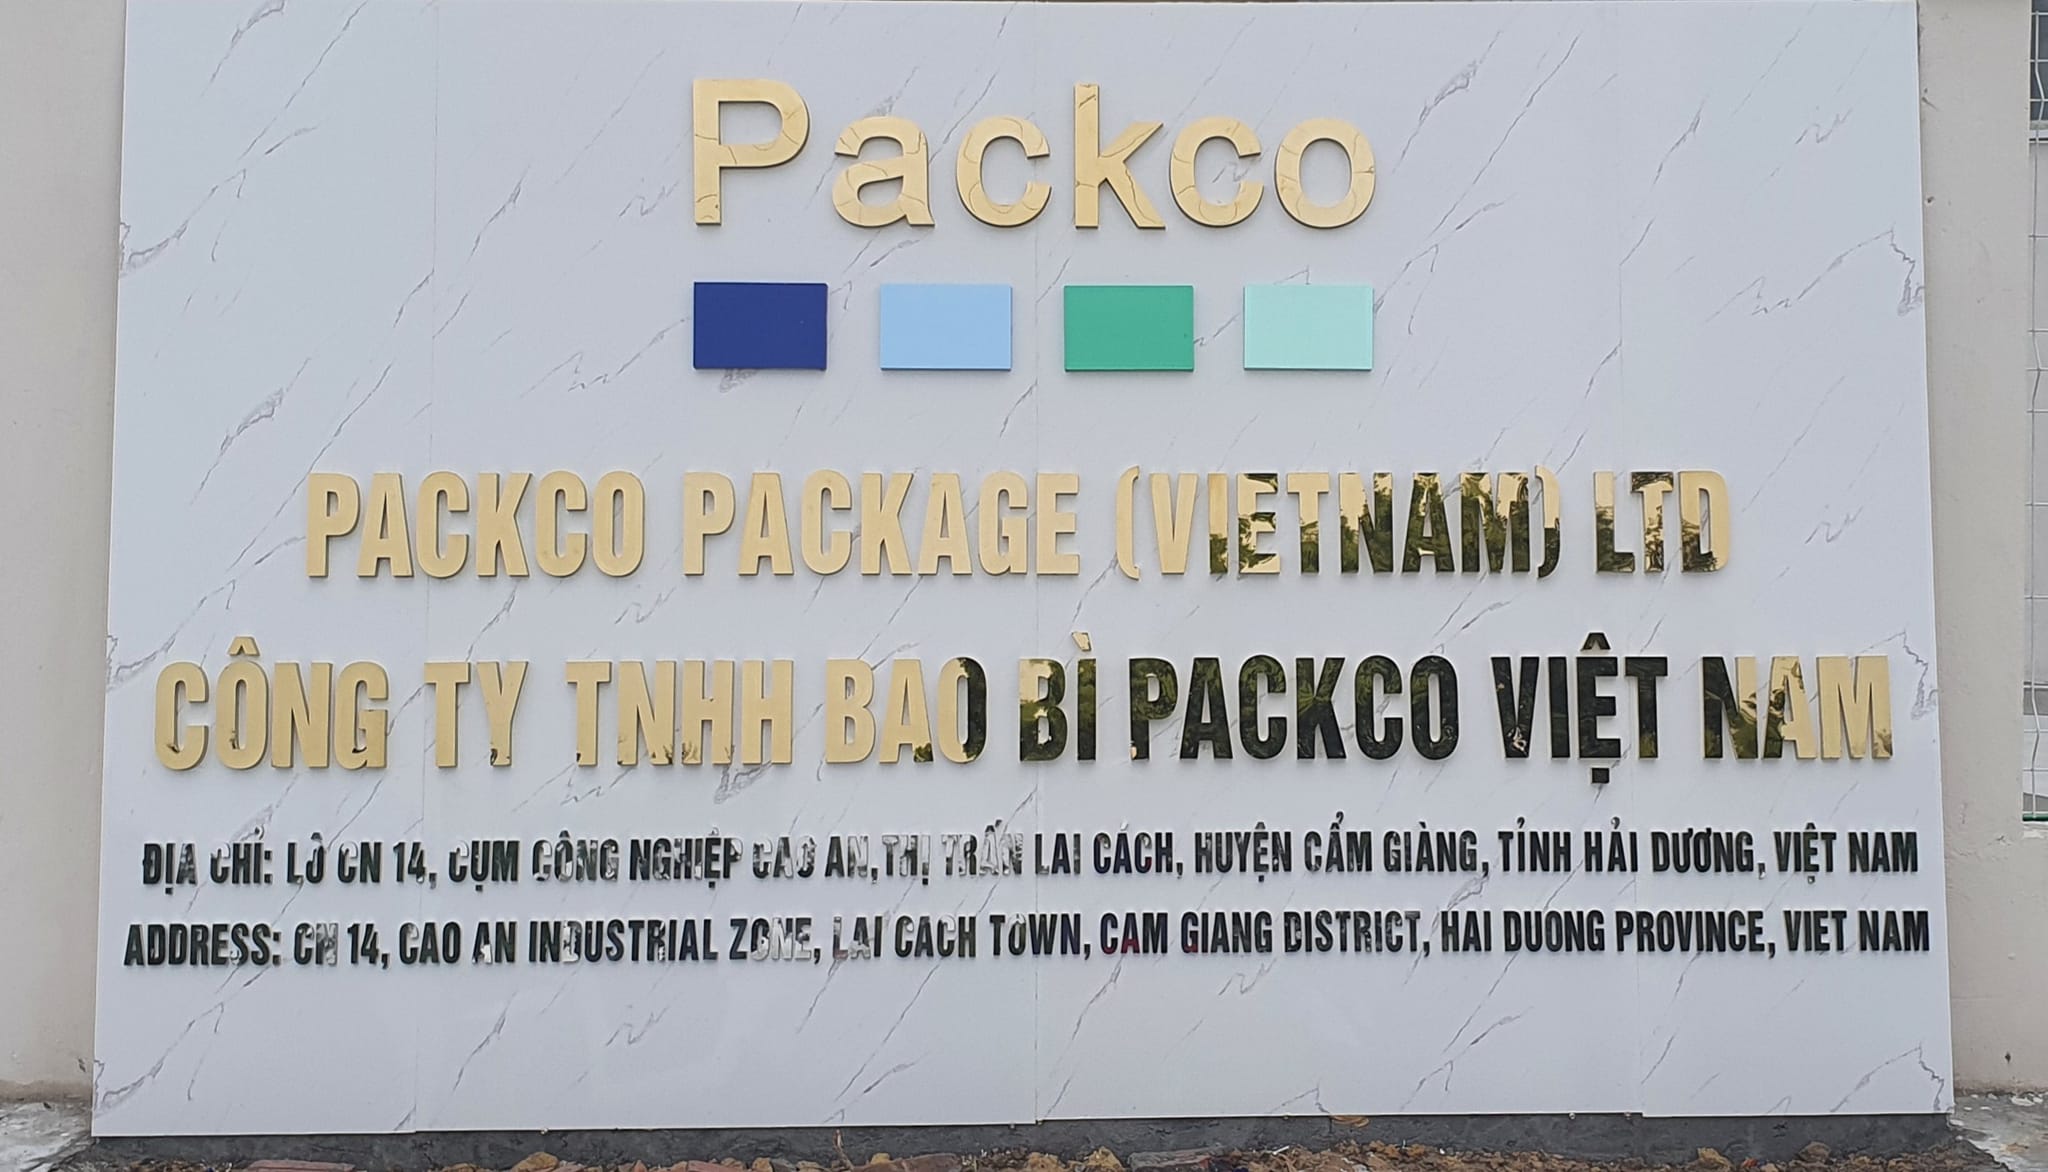 Packco
PACKCO PACKAGE (VIETNAM) LTD
CÔNG TY TNHH BAO BÌ PACKCO VIỆT NAM
ĐỊA CHỈ: LÔ CN 14, CỤM CÔNG NGHIỆP CAO AN, THỊ TRẤN LAI CÁCH, HUYỆN CẨM GIÀNG, TỈNH HẢI DƯƠNG, VIỆT NAM
ADDRESS: CN 14, CAO AN INDUSTRIAL ZONE, LAI CACH TOWN, CAM GIANG DISTRICT, HAI DUONG PROVINCE, VIET NAM